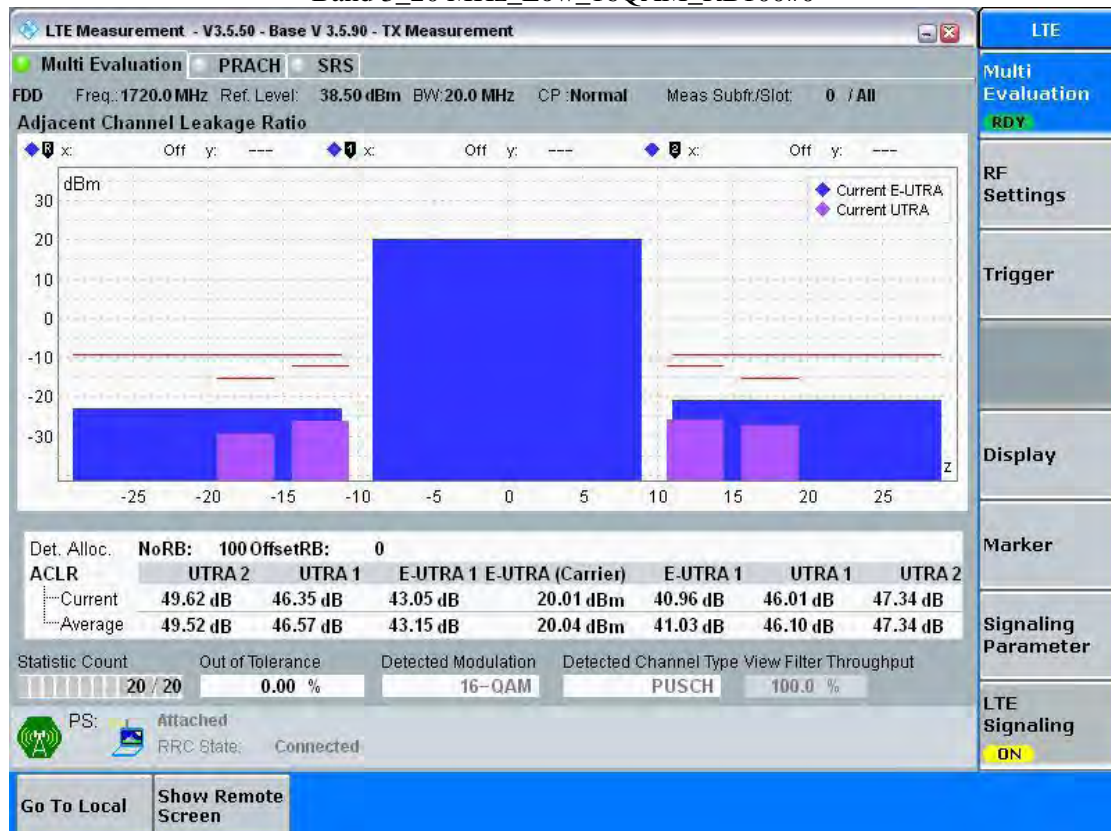 LTE Measurement - V3.5.50 - Base V 3.5.90 - TX Measurement
LTE
Multi Evaluation PRACH SRS
FDD Freq.: 1720.0 MHz Ref. Level: 38.50 dBm BW: 20.0 MHz CP :Normal Meas Subfr./Slot: 0 / All
Adjacent Channel Leakage Ratio
R x: Off y: --- 1 x: Off y: --- 2 x: Off y: ---
dBm
Current E-UTRA
Current UTRA
30
20
10
0
-10
-20
-30
z
-25 -20 -15 -10 -5 0 5 10 15 20 25
Det. Alloc. NoRB: 100 OffsetRB: 0
ACLR UTRA 2 UTRA 1 E-UTRA 1 E-UTRA (Carrier) E-UTRA 1 UTRA 1 UTRA 2
Current 49.62 dB 46.35 dB 43.05 dB 20.01 dBm 40.96 dB 46.01 dB 47.34 dB
Average 49.52 dB 46.57 dB 43.15 dB 20.04 dBm 41.03 dB 46.10 dB 47.34 dB
Statistic Count Out of Tolerance Detected Modulation Detected Channel Type View Filter Throughput
20 / 20 0.00 % 16-QAM PUSCH 100.0 %
PS: Attached
RRC State: Connected
Multi
Evaluation
RDY
RF
Settings
Trigger
Display
Marker
Signaling
Parameter
LTE
Signaling
ON
Go To Local
Show Remote
Screen